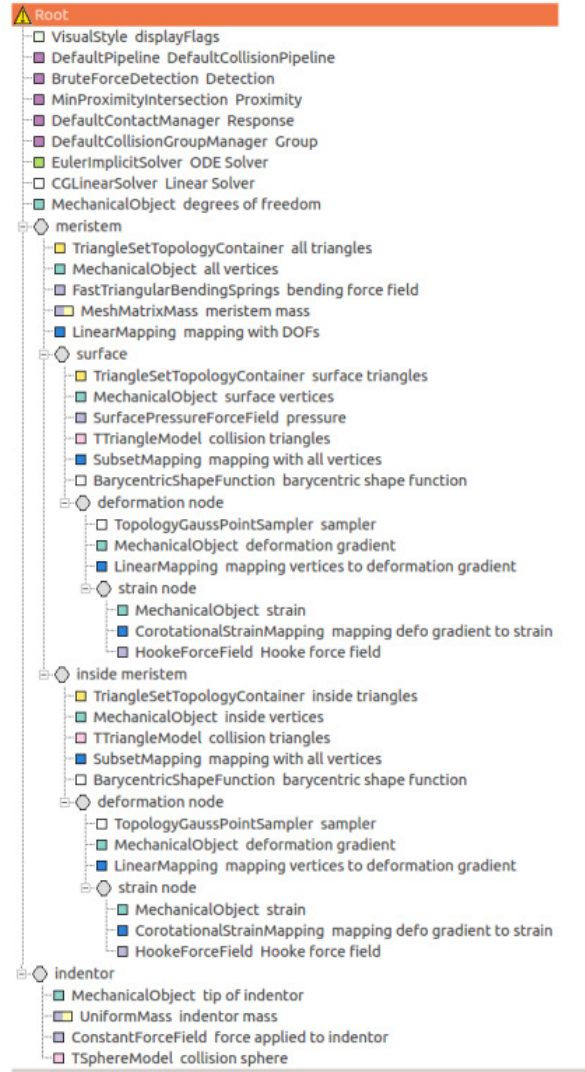 Root
VisualStyle displayFlags
DefaultPipeline DefaultCollisionPipeline
BruteForceDetection Detection
MinProximityIntersection Proximity
DefaultContactManager Response
DefaultCollisionGroupManager Group
EulerImplicitSolver ODE Solver
CGLinearSolver Linear Solver
MechanicalObject degrees of freedom
meristem
TriangleSetTopologyContainer all triangles
MechanicalObject all vertices
FastTriangularBendingSprings bending force field
MeshMatrixMass meristem mass
LinearMapping mapping with DOFs
surface
TriangleSetTopologyContainer surface triangles
MechanicalObject surface vertices
SurfacePressureForceField pressure
TTriangleModel collision triangles
SubsetMapping mapping with all vertices
BarycentricShapeFunction barycentric shape function
deformation node
TopologyGaussPointSampler sampler
MechanicalObject deformation gradient
LinearMapping mapping vertices to deformation gradient
strain node
MechanicalObject strain
CorotationalStrainMapping mapping defo gradient to strain
HookeForceField Hooke force field
inside meristem
TriangleSetTopologyContainer inside triangles
MechanicalObject inside vertices
TTriangleModel collision triangles
SubsetMapping mapping with all vertices
BarycentricShapeFunction barycentric shape function
deformation node
TopologyGaussPointSampler sampler
MechanicalObject deformation gradient
LinearMapping mapping vertices to deformation gradient
strain node
MechanicalObject strain
CorotationalStrainMapping mapping defo gradient to strain
HookeForceField Hooke force field
indentor
MechanicalObject tip of indentor
UniformMass indentor mass
ConstantForceField force applied to indentor
TSphereModel collision sphere